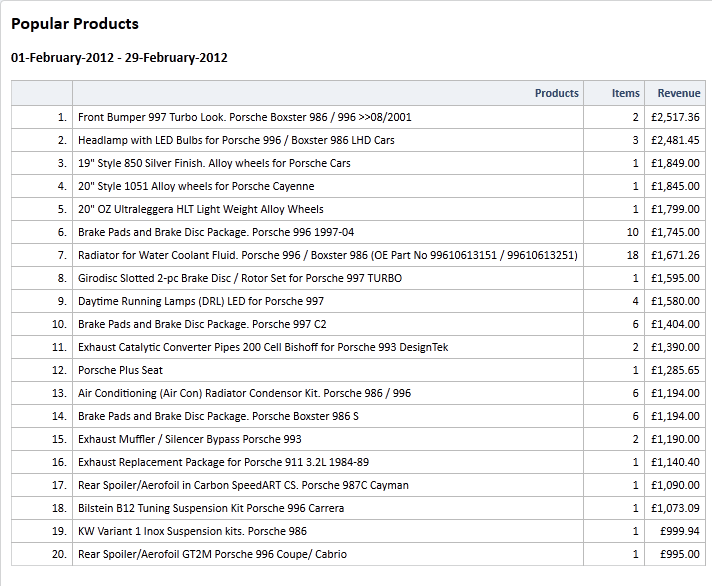 Popular Products
01-February-2012 - 29-February-2012
Products Items Revenue
1. Front Bumper 997 Turbo Look. Porsche Boxster 986 / 996 >>08/2001 2 £2,517.36
2. Headlamp with LED Bulbs for Porsche 996 / Boxster 986 LHD Cars 3 £2,481.45
3. 19" Style 850 Silver Finish. Alloy wheels for Porsche Cars 1 £1,849.00
4. 20" Style 1051 Alloy wheels for Porsche Cayenne 1 £1,845.00
5. 20" OZ Ultraleggera HLT Light Weight Alloy Wheels 1 £1,799.00
6. Brake Pads and Brake Disc Package. Porsche 996 1997-04 10 £1,745.00
7. Radiator for Water Coolant Fluid. Porsche 996 / Boxster 986 (OE Part No 99610613151 / 99610613251) 18 £1,671.26
8. Girodisc Slotted 2-pc Brake Disc / Rotor Set for Porsche 997 TURBO 1 £1,595.00
9. Daytime Running Lamps (DRL) LED for Porsche 997 4 £1,580.00
10. Brake Pads and Brake Disc Package. Porsche 997 C2 6 £1,404.00
11. Exhaust Catalytic Converter Pipes 200 Cell Bishoff for Porsche 993 DesignTek 2 £1,390.00
12. Porsche Plus Seat 1 £1,285.65
13. Air Conditioning (Air Con) Radiator Condensor Kit. Porsche 986 / 996 6 £1,194.00
14. Brake Pads and Brake Disc Package. Porsche Boxster 986 S 6 £1,194.00
15. Exhaust Muffler / Silencer Bypass Porsche 993 2 £1,190.00
16. Exhaust Replacement Package for Porsche 911 3.2L 1984-89 1 £1,140.40
17. Rear Spoiler/Aerofoil in Carbon SpeedART CS. Porsche 987C Cayman 1 £1,090.00
18. Bilstein B12 Tuning Suspension Kit Porsche 996 Carrera 1 £1,073.09
19. KW Variant 1 Inox Suspension kits. Porsche 986 1 £999.94
20. Rear Spoiler/Aerofoil GT2M Porsche 996 Coupe/ Cabrio 1 £995.00